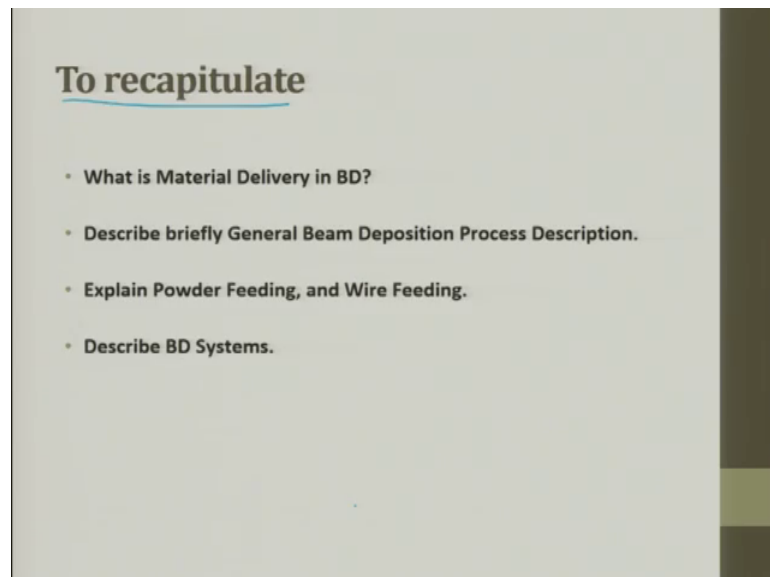 To recapitulate
• What is Material Delivery in BD?
• Describe briefly General Beam Deposition Process Description.
• Explain Powder Feeding, and Wire Feeding.
• Describe BD Systems.